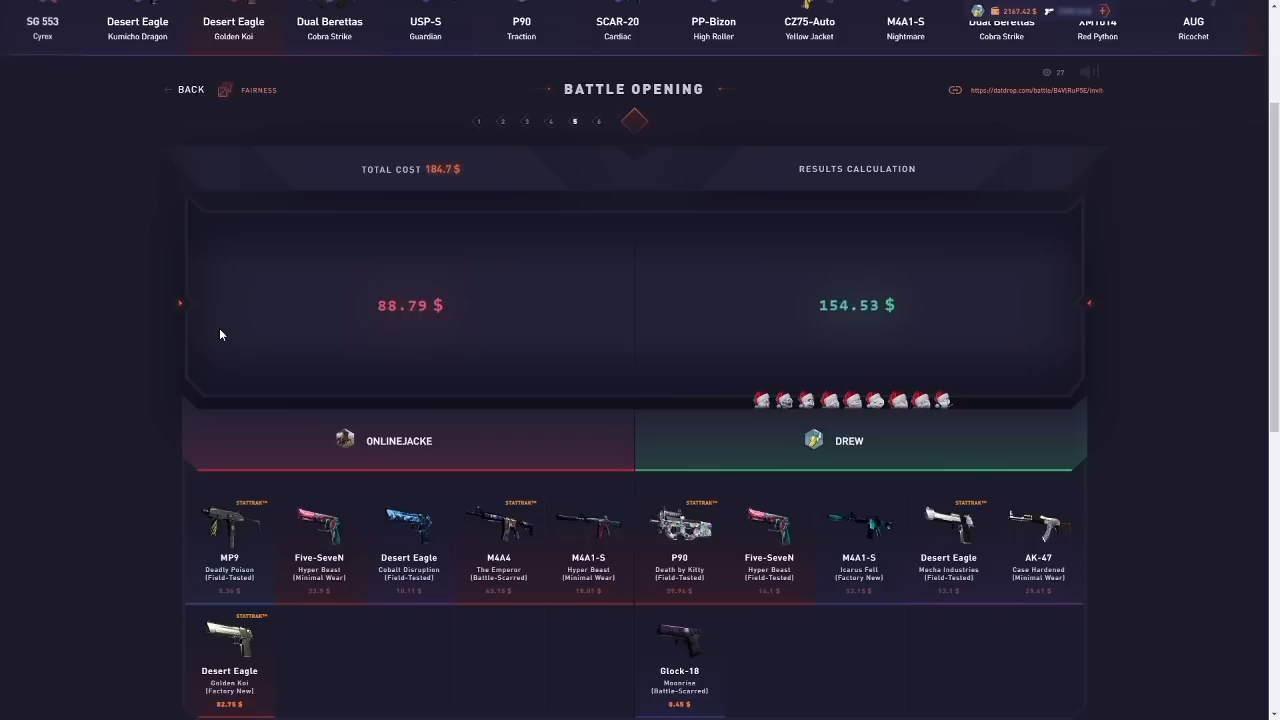 SG 553
Cyrex
Desert Eagle
Kumicho Dragon
Desert Eagle
Golden Koi
Dual Berettas
Cobra Strike
USP-S
Guardian
P90
Traction
SCAR-20
Cardiac
PP-Bizon
High Roller
CZ75-Auto
Yellow Jacket
M4A1-S
Nightmare
Dual Berettas
Cobra Strike
XM1014
Red Python
AUG
Ricochet
2167.42 $
BACK
FAIRNESS
BATTLE OPENING
27
1 2 3 4 5 6
TOTAL COST 184.7 $
RESULTS CALCULATION
88.79 $
154.53 $
ONLINEJACKE
DREW
STATTRAK™
MP9
Deadly Poison
(Field-Tested)
Five-SeveN
Hyper Beast
(Minimal Wear)
23.9 $
Desert Eagle
Cobalt Disruption
(Field-Tested)
STATTRAK™
M4A4
The Emperor
(Battle-Scarred)
M4A1-S
Hyper Beast
(Minimal Wear)
STATTRAK™
P90
Death by Kitty
(Field-Tested)
Five-SeveN
Hyper Beast
(Field-Tested)
14.1 $
M4A1-S
Icarus Fell
(Factory New)
STATTRAK™
Desert Eagle
Mecha Industries
(Field-Tested)
13.1 $
AK-47
Case Hardened
(Minimal Wear)
STATTRAK™
Desert Eagle
Golden Koi
(Factory New)
Glock-18
Moonrise
(Battle-Scarred)